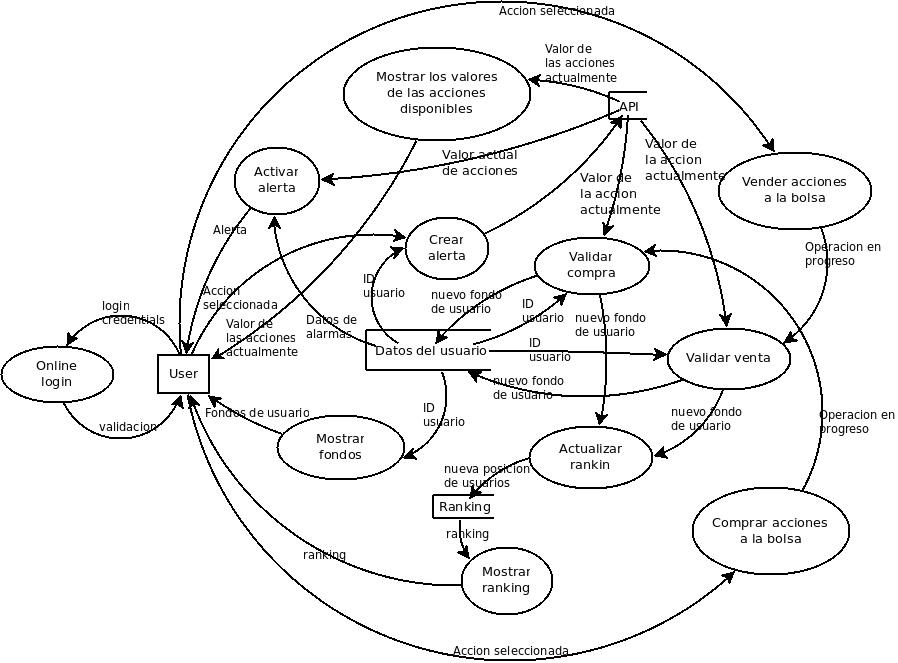 Accion seleccionada
Valor de
las acciones
actualmente
Mostrar los valores
de las acciones
disponibles
API
Valor actual
de acciones
Valor de
la accion
actualmente
Activar
alerta
Valor de
la accion
actualmente
Vender acciones
a la bolsa
Alerta
Crear
alerta
Validar
compra
Operacion en
progreso
ID
usuario
nuevo fondo
de usuario
ID
usuario
Accion
seleccionada
login
credentials
Valor de
las acciones
actualmente
Datos de
alarmas
nuevo fondo
de usuario
Datos del usuario
ID
usuario
Validar venta
Online
login
User
nuevo fondo
de usuario
validacion
Fondos de usuario
ID
usuario
nuevo fondo
de usuario
Operacion en
progreso
Mostrar
fondos
Actualizar
rankin
nueva posicion
de usuarios
Ranking
ranking
Comprar acciones
a la bolsa
ranking
Mostrar
ranking
Accion seleccionada